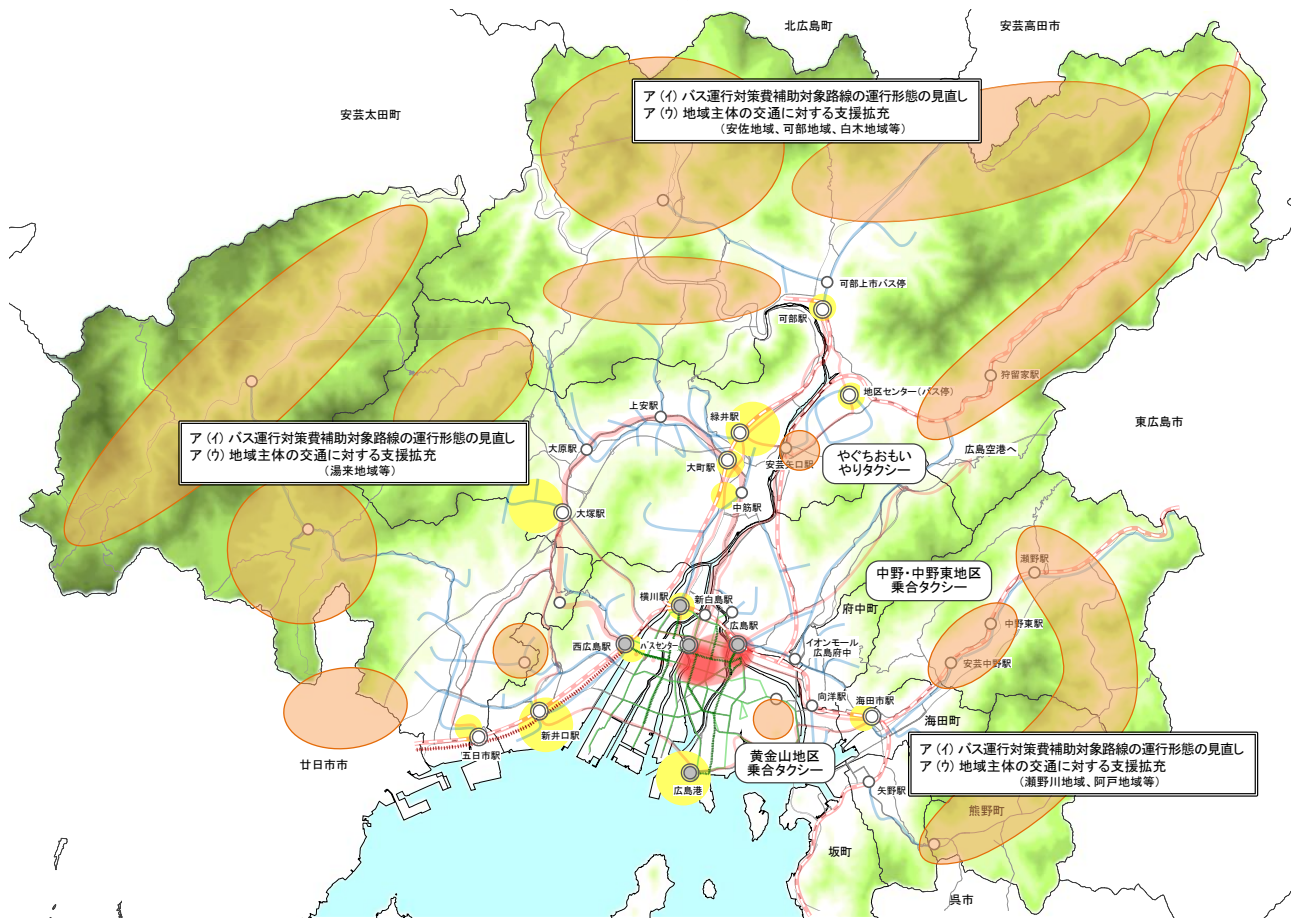 北広島町
安芸高田市
安芸太田町
ア（イ）バス運行対策費補助対象路線の運行形態の見直し
ア（ウ）地域主体の交通に対する支援拡充
（安佐地域、可部地域、白木地域等）
可部上市バス停
可部駅
狩留家駅
地区センター（バス停）
東広島市
上安駅
緑井駅
ア（イ）バス運行対策費補助対象路線の運行形態の見直し
ア（ウ）地域主体の交通に対する支援拡充
（湯来地域等）
大原駅
大町駅
安芸矢口駅
やぐちおもい
やりタクシー
広島空港へ
中筋駅
大塚駅
瀬野駅
中野・中野東地区
乗合タクシー
横川駅
新白島駅
府中町
広島駅
中野東駅
西広島駅
バスセンター
イオンモール
広島府中
安芸中野駅
向洋駅
海田市駅
海田町
新井口駅
五日市駅
廿日市市
黄金山地区
乗合タクシー
ア（イ）バス運行対策費補助対象路線の運行形態の見直し
ア（ウ）地域主体の交通に対する支援拡充
（瀬野川地域、阿戸地域等）
広島港
矢野駅
熊野町
坂町
呉市